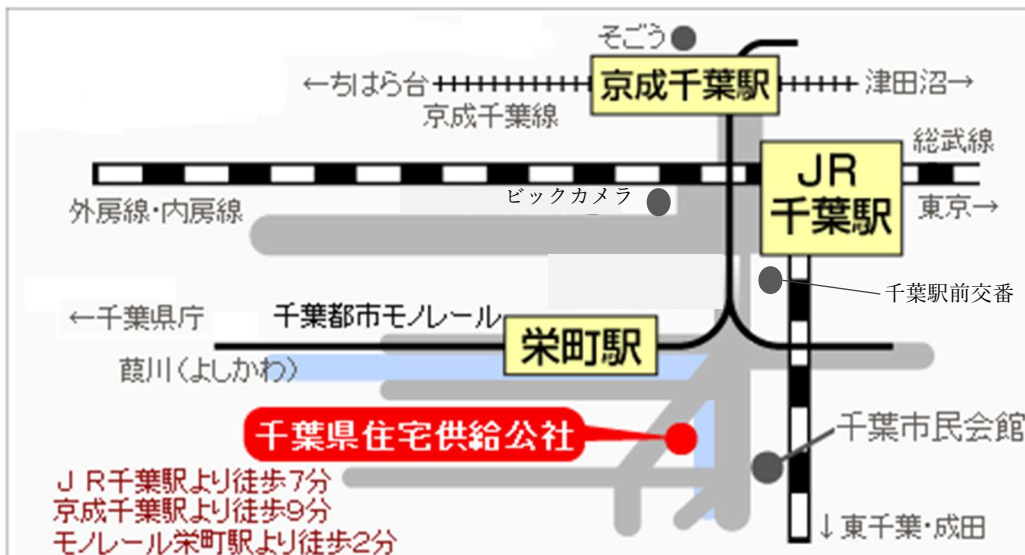 そごう
←ちはら台
京成千葉駅
津田沼→
京成千葉線
総武線
JR
千葉駅
ビックカメラ
外房線・内房線
東京→
千葉駅前交番
←千葉県庁
千葉都市モノレール
栄町駅
葭川(よしかわ)
千葉県住宅供給公社
千葉市民会館
JR千葉駅より徒歩7分
京成千葉駅より徒歩9分
モノレール栄町駅より徒歩2分
↓東千葉・成田